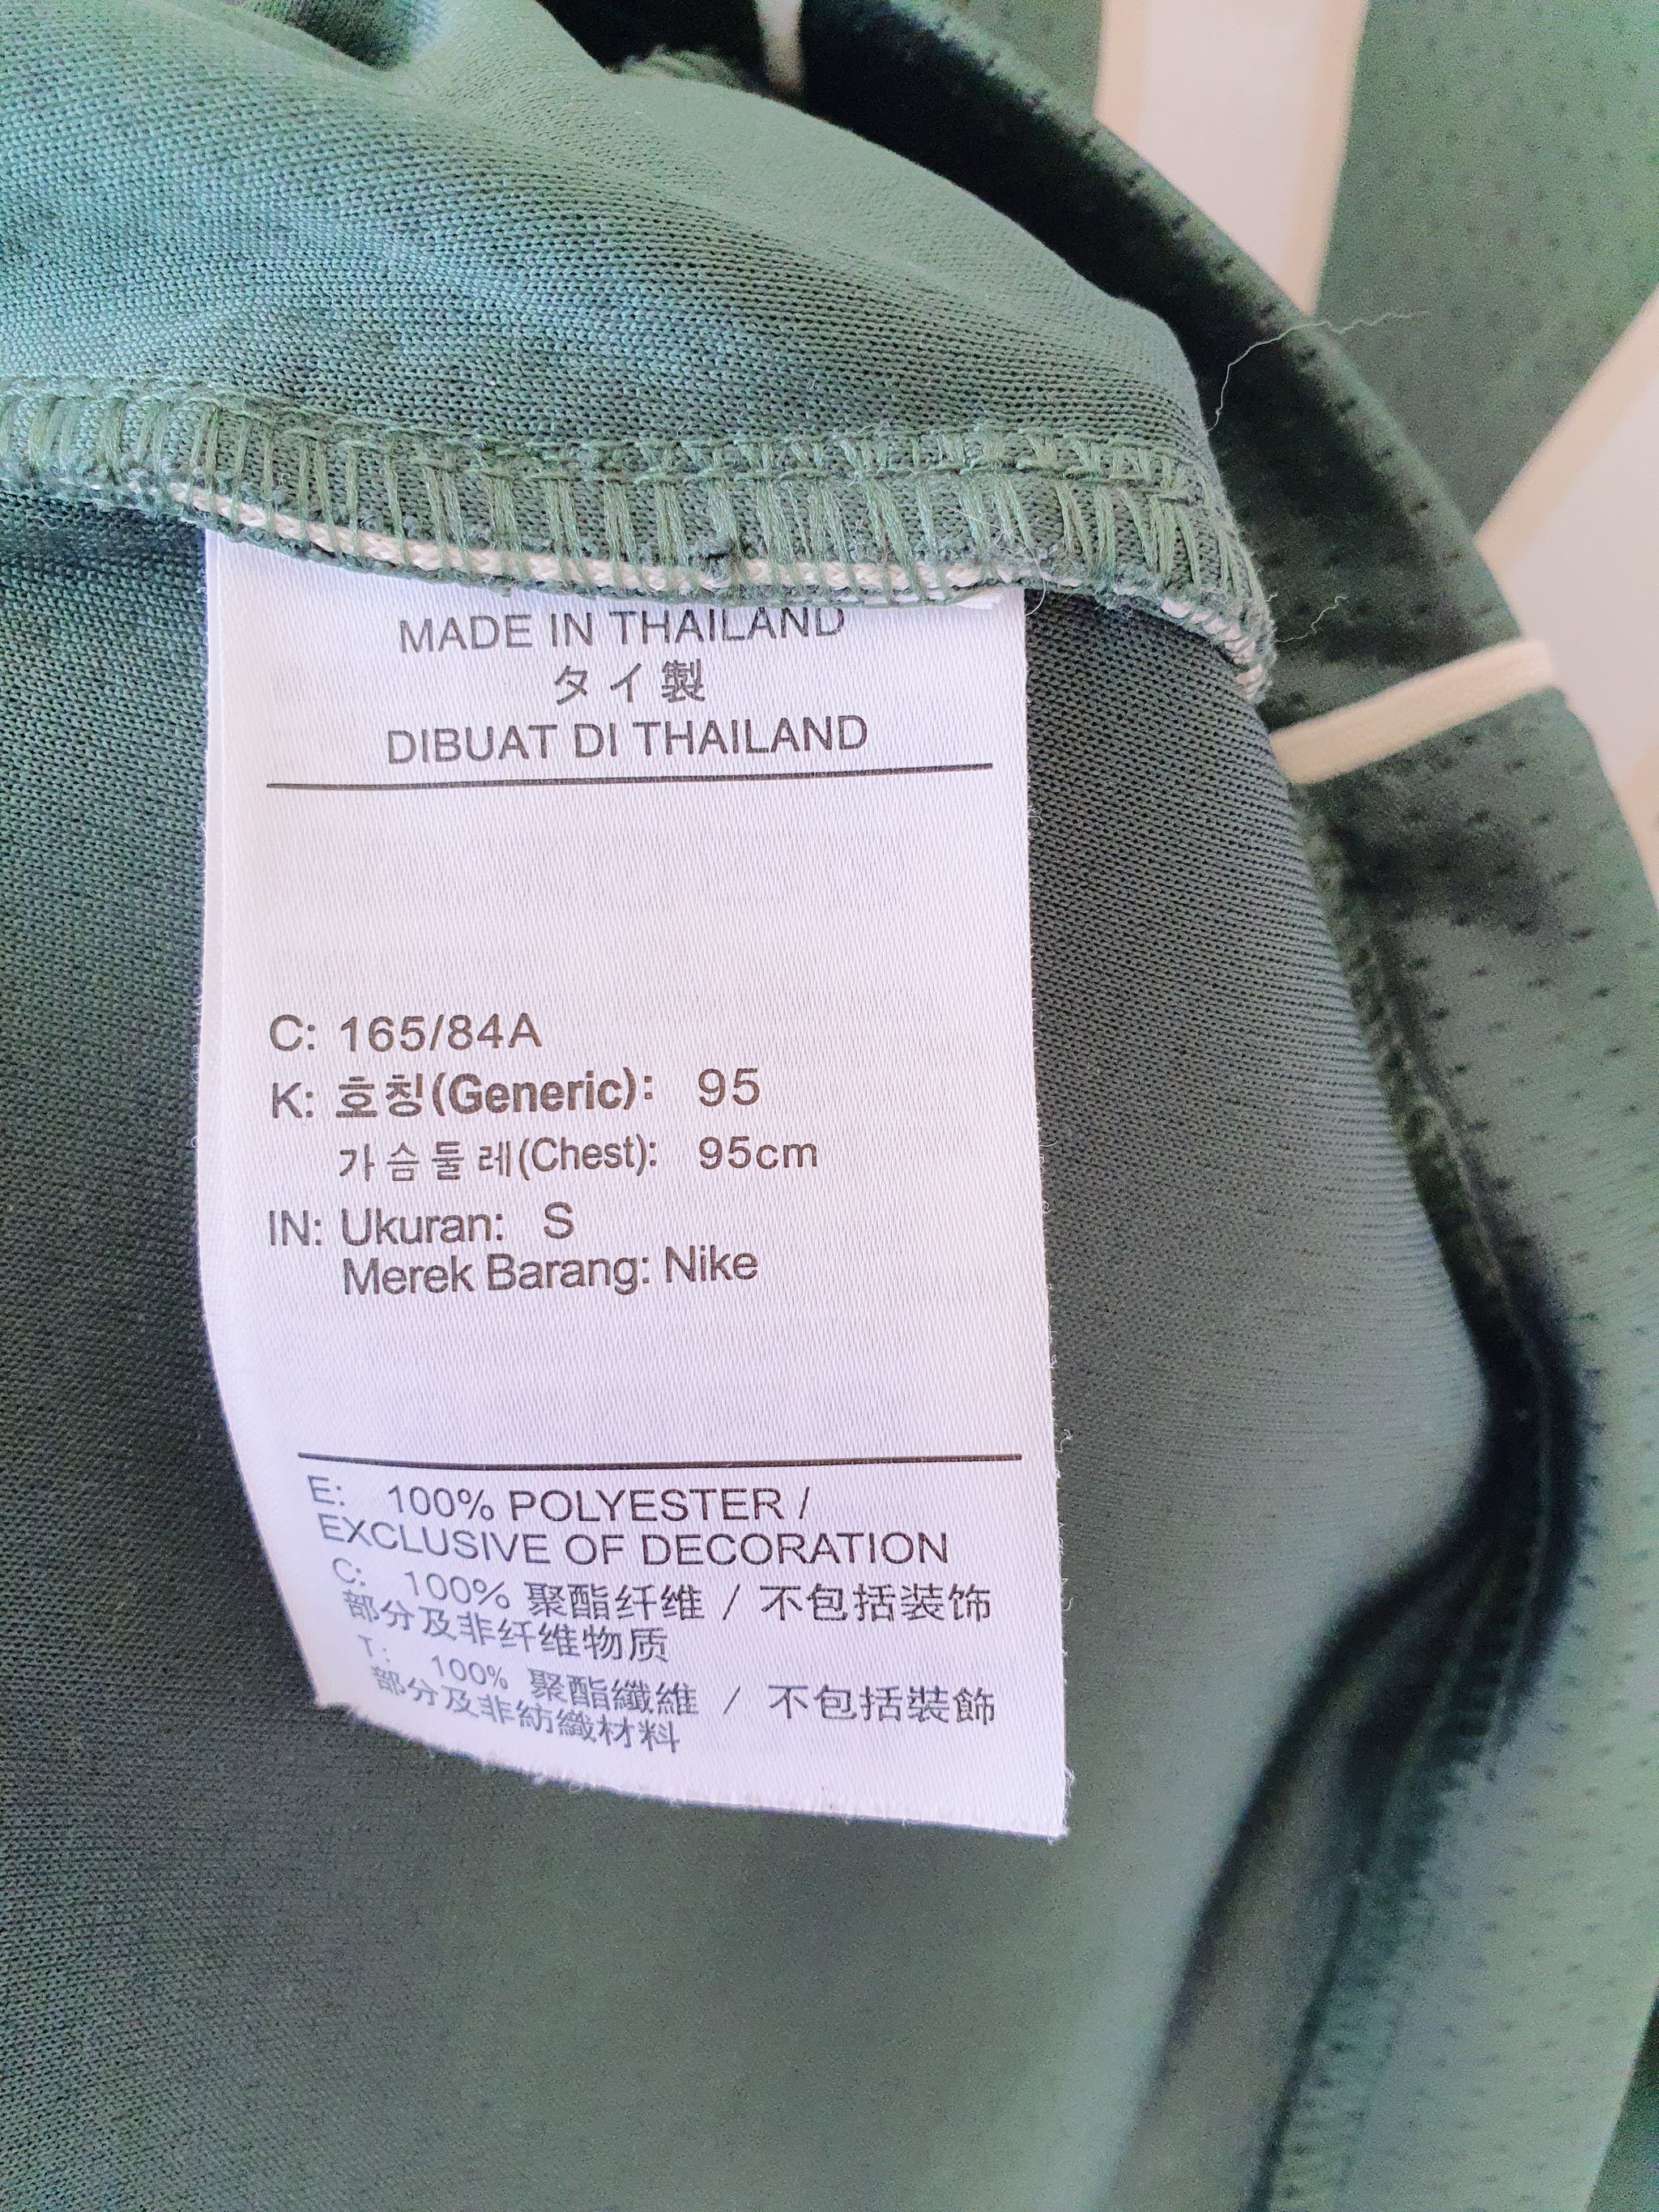 MADE IN THAILAND
タイ製
DIBUAT DI THAILAND
C: 165/84A
K: 호칭(Generic): 95
가슴둘레(Chest): 95cm
IN: Ukuran: S
Merek Barang: Nike
E: 100% POLYESTER /
EXCLUSIVE OF DECORATION
C: 100% 聚酯纤维 / 不包括装饰
部分及非纤维物质
T: 100% 聚酯纖維 / 不包括裝飾
部分及非紡織材料